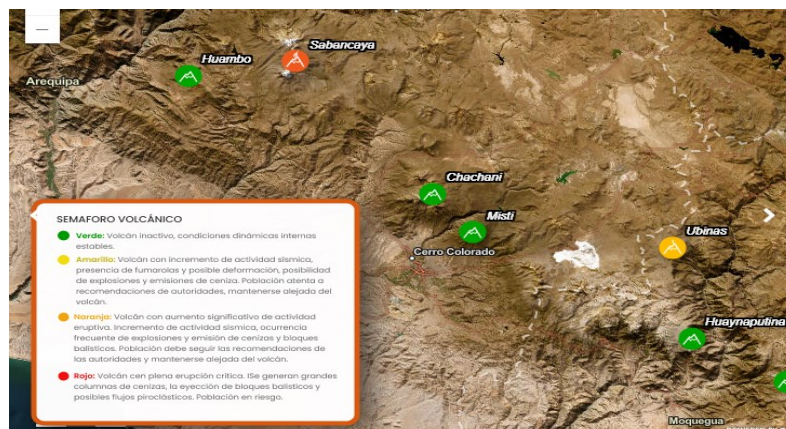 Sabancaya
Huambo
Arequipa
Chachani
Misti
Ubinas
Cerro Colorado
Huaynaputina
Moquegua
SEMAFORO VOLCÁNICO
Verde: Volcán inactivo, condiciones dinámicas internas
estables.
Amarillo: Volcán con incremento de actividad sísmica,
presencia de fumarolas y posible deformación, posibilidad
de explosiones y emisiones de ceniza. Población atenta a
recomendaciones de autoridades, mantenerse alejada del
volcán.
Naranja: Volcán con aumento significativo de actividad
eruptiva. Incremento de actividad sísmica, ocurrencia
frecuente de explosiones y emisión de cenizas y bloques
balísticos. Población debe seguir las recomendaciones de
las autoridades y mantenerse alejada del volcán.
Rojo: Volcán cen plena erupción crítica. ISe generan grandes
columnas de cenizas, la eyección de bloques balísticos y
posibles flujos piroclásticos. Población en riesgo.